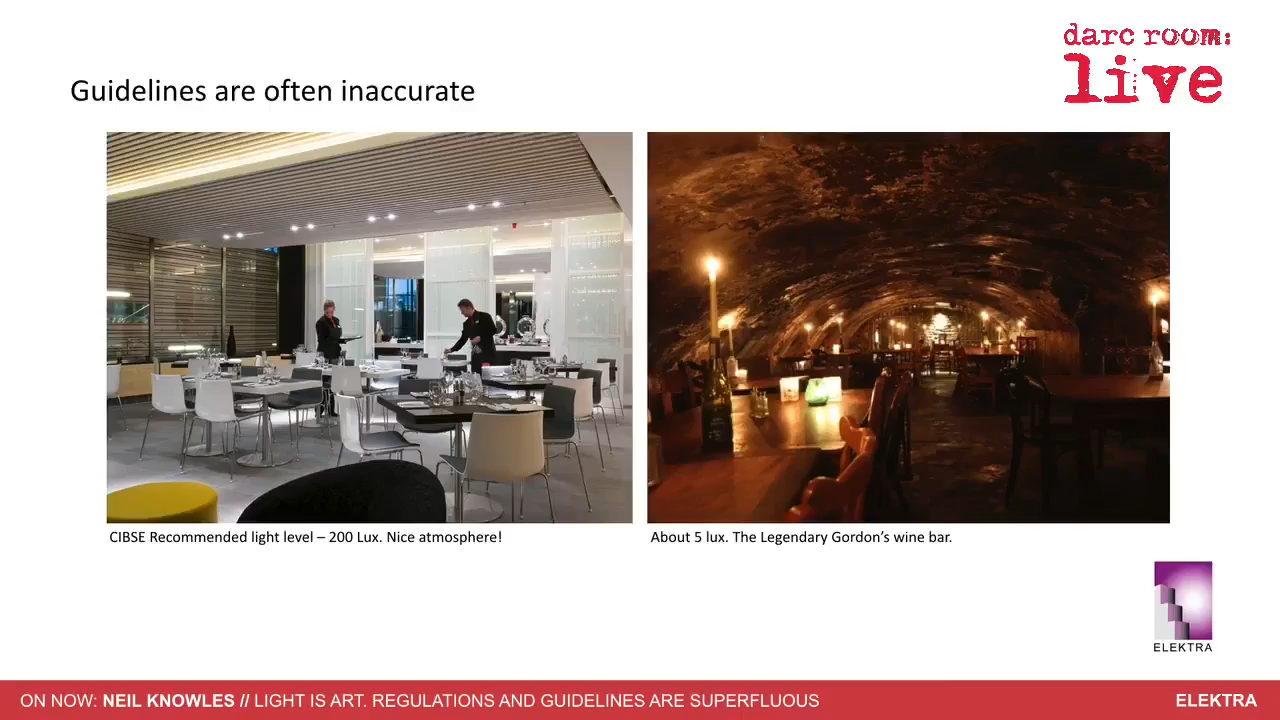 darc room:
live
Guidelines are often inaccurate
CIBSE Recommended light level – 200 Lux. Nice atmosphere!
About 5 lux. The Legendary Gordon’s wine bar.
ELEKTRA
ON NOW: NEIL KNOWLES // LIGHT IS ART. REGULATIONS AND GUIDELINES ARE SUPERFLUOUS
ELEKTRA